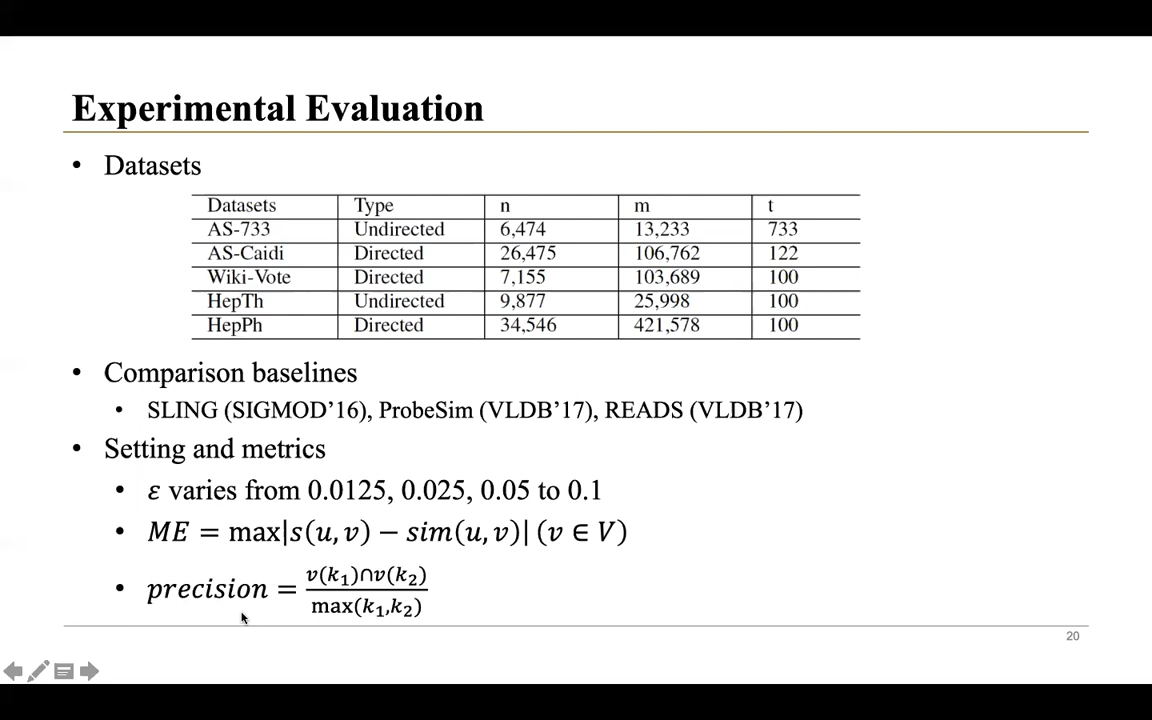 Experimental Evaluation
• Datasets
Datasets Type n m t
AS-733 Undirected 6,474 13,233 733
AS-Caidi Directed 26,475 106,762 122
Wiki-Vote Directed 7,155 103,689 100
HepTh Undirected 9,877 25,998 100
HepPh Directed 34,546 421,578 100
• Comparison baselines
• SLING (SIGMOD’16), ProbeSim (VLDB’17), READS (VLDB’17)
• Setting and metrics
• ε varies from 0.0125, 0.025, 0.05 to 0.1
• ME = max|s(u, v) − sim(u, v)| (v ∈ V)
• precision = v(k₁)∩v(k₂) / max(k₁,k₂)
20